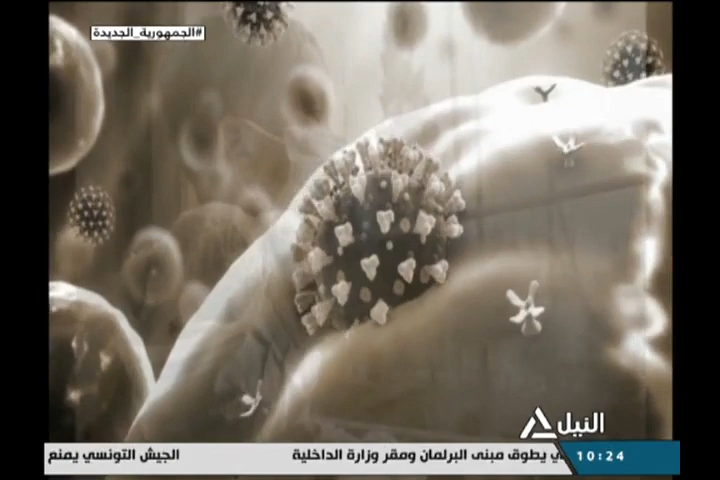 #الجمهورية_الجديدة
النيل
ي يطوق مبنى البرلمان ومقر وزارة الداخلية الجيش التونسي يمنع
10:24